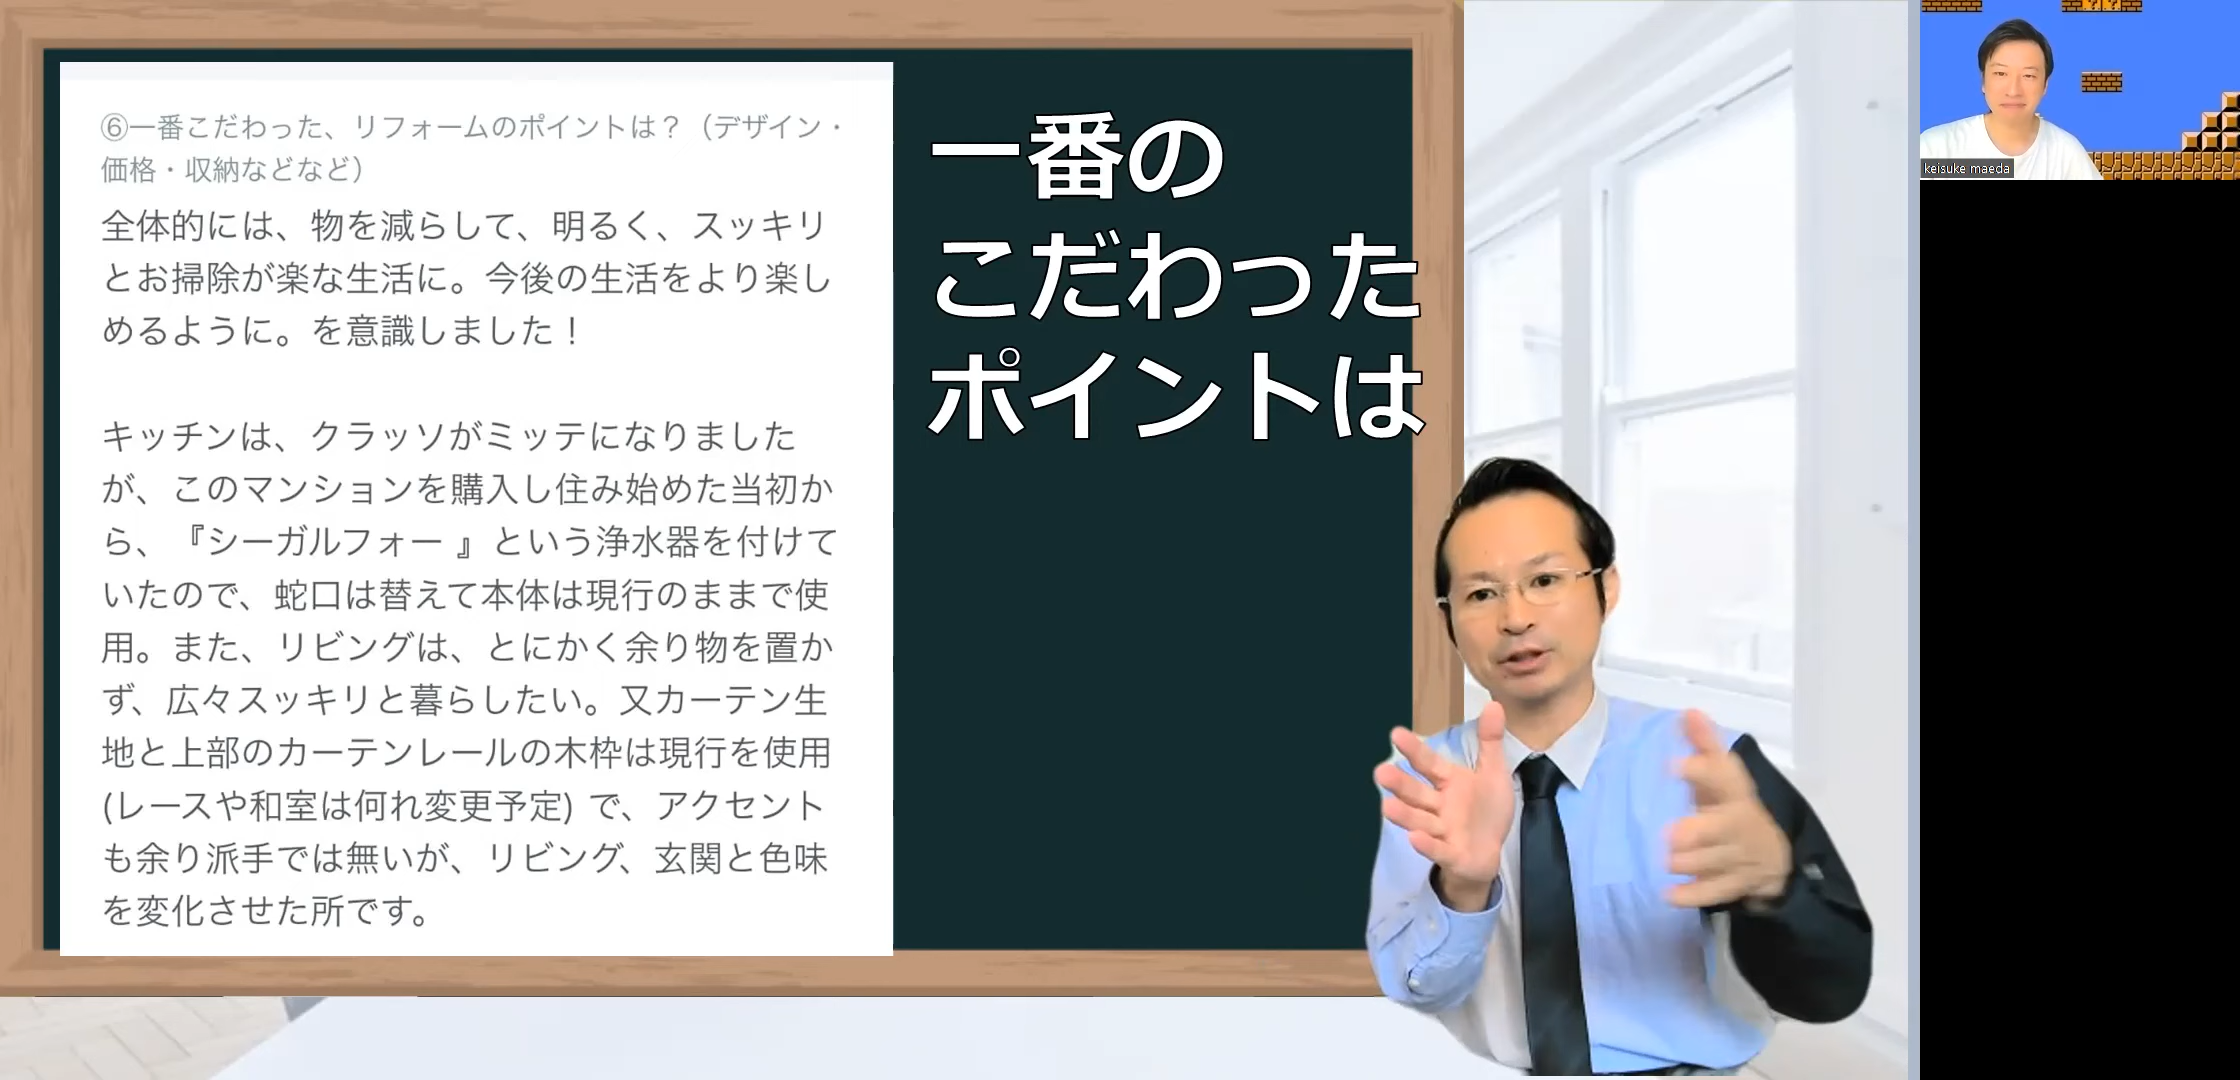 ⑥一番こだわった、リフォームのポイントは？（デザイン・
価格・収納などなど）
全体的には、物を減らして、明るく、スッキリ
とお掃除が楽な生活に。今後の生活をより楽し
めるように。を意識しました！
キッチンは、クラッソがミッテになりました
が、このマンションを購入し住み始めた当初か
ら、『シーガルフォー 』という浄水器を付けて
いたので、蛇口は替えて本体は現行のままで使
用。また、リビングは、とにかく余り物を置か
ず、広々スッキリと暮らしたい。又カーテン生
地と上部のカーテンレールの木枠は現行を使用
(レースや和室は何れ変更予定) で、アクセント
も余り派手では無いが、リビング、玄関と色味
を変化させた所です。
一番の
こだわった
ポイントは
keisuke maeda